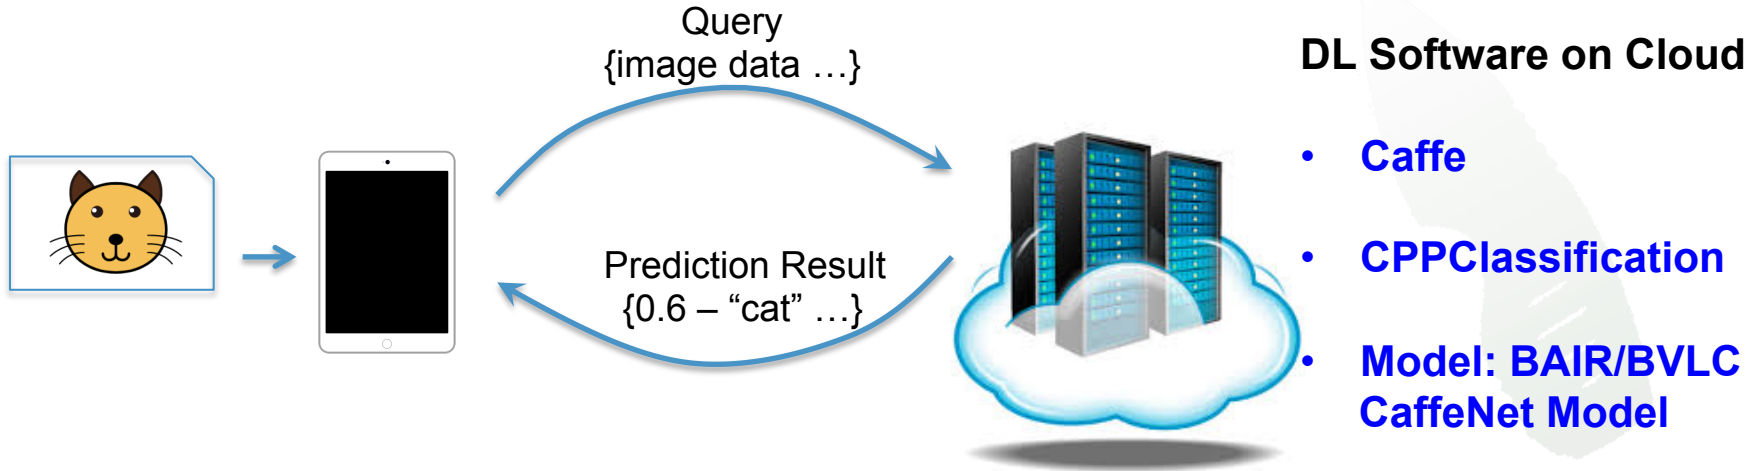 Query
{image data …}
Prediction Result
{0.6 – “cat” …}
DL Software on Cloud
• Caffe
• CPPClassification
• Model: BAIR/BVLC
CaffeNet Model